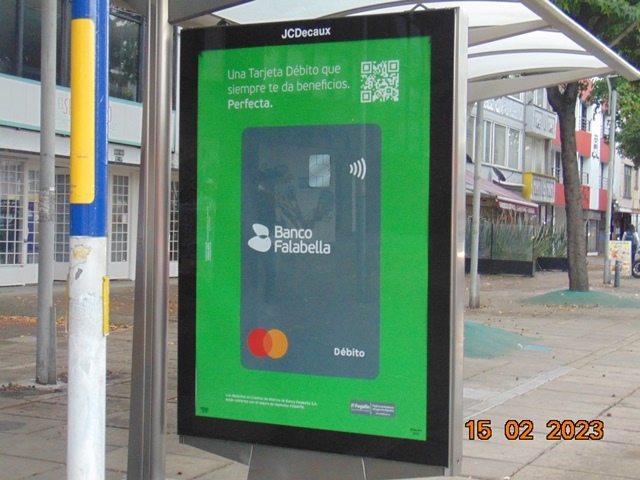 JCDecaux
Una Tarjeta Débito que
siempre te da beneficios.
Perfecta.
Banco
Falabella
Débito
15 02 2023